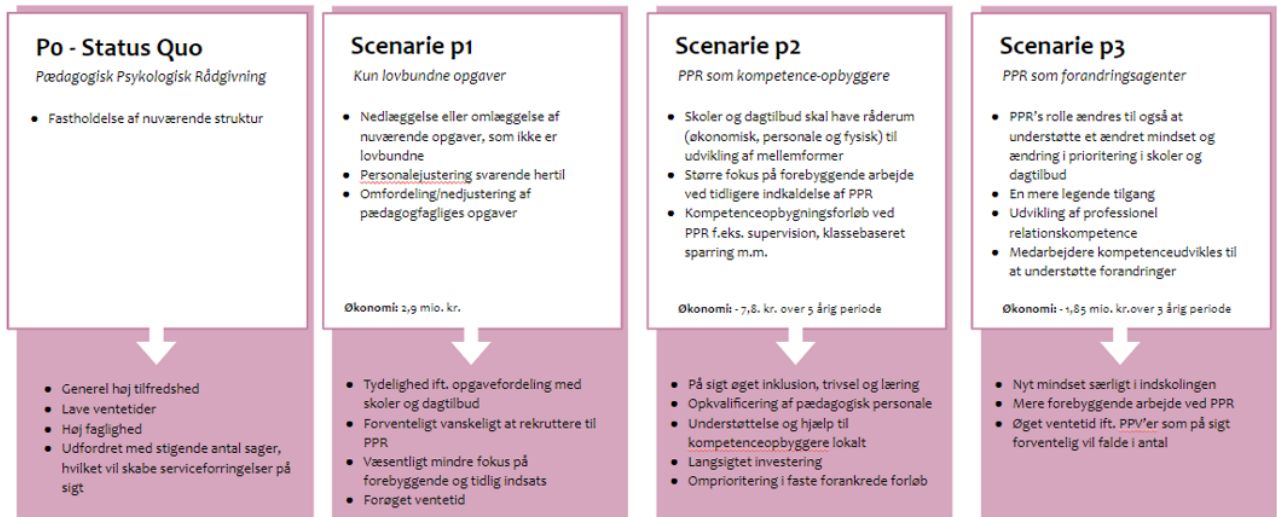 P0 - Status Quo
Pædagogisk Psykologisk Rådgivning
● Fastholdelse af nuværende struktur
● Generel høj tilfredshed
● Lave ventetider
● Høj faglighed
● Udfordret med stigende antal sager,
hvilket vil skabe serviceforringelser på
sigt
Scenarie p1
Kun lovbundne opgaver
● Nedlæggelse eller omlæggelse af
nuværende opgaver, som ikke er
lovbundne
● Personalejustering svarende hertil
● Omfordeling/nedjustering af
pædagogfagliges opgaver
Økonomi: 2,9 mio. kr.
● Tydelighed ift. opgavefordeling med
skoler og dagtilbud
● Forventeligt vanskeligt at rekruttere til
PPR
● Væsentligt mindre fokus på
forebyggende og tidlig indsats
● Forøget ventetid
Scenarie p2
PPR som kompetence-opbyggere
● Skoler og dagtilbud skal have råderum
(økonomisk, personale og fysisk) til
udvikling af mellemformer
● Større fokus på forebyggende arbejde
ved tidligere indkaldelse af PPR
● Kompetenceopbygningsforløb ved
PPR f.eks. supervision, klassebaseret
sparring m.m.
Økonomi: - 7,8. kr. over 5 årig periode
● På sigt øget inklusion, trivsel og læring
● Opkvalificering af pædagogisk personale
● Understøttelse og hjælp til
kompetenceopbyggere lokalt
● Langsigtet investering
● Omprioritering i faste forankrede forløb
Scenarie p3
PPR som forandringsagenter
● PPR's rolle ændres til også at
understøtte et ændret mindset og
ændring i prioritering i skoler og
dagtilbud
● En mere legende tilgang
● Udvikling af professionel
relationskompetence
● Medarbejdere kompetenceudvikles til
at understøtte forandringer
Økonomi: - 1,85 mio. kr.over 3 årig periode
● Nyt mindset særligt i indskolingen
● Mere forebyggende arbejde ved PPR
● Øget ventetid ift. PPV'er som på sigt
forventelig vil falde i antal